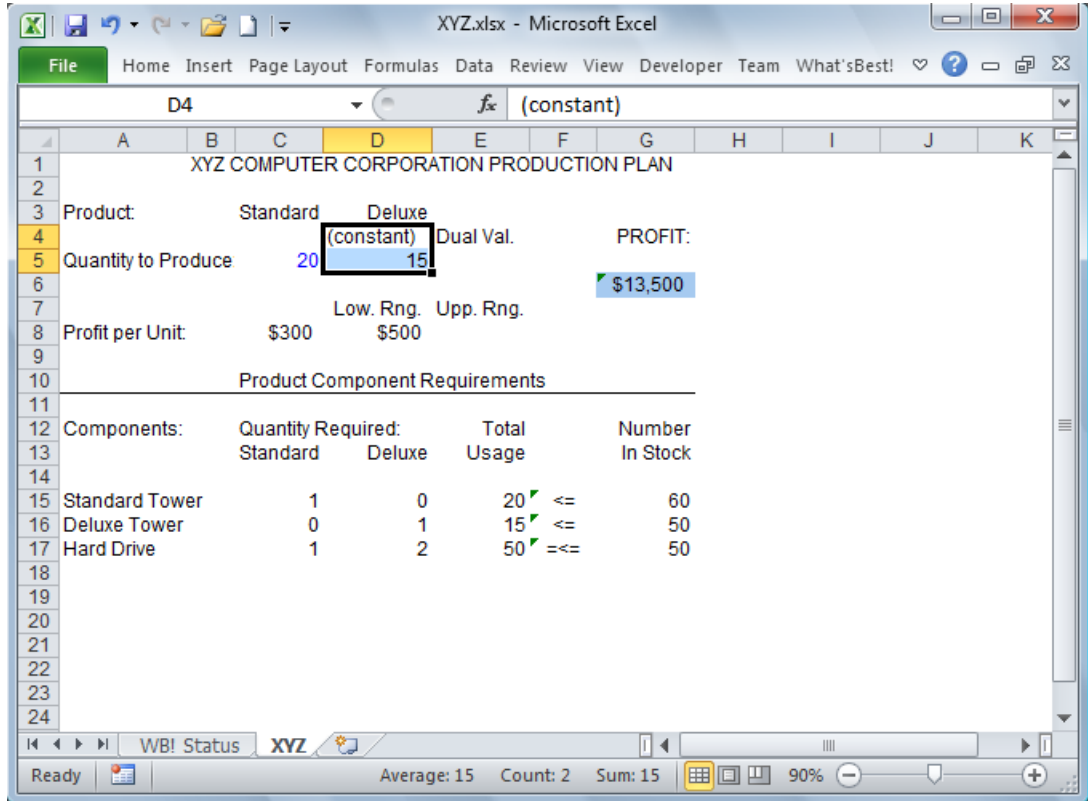 XYZ.xlsx - Microsoft Excel
File Home Insert Page Layout Formulas Data Review View Developer Team What'sBest!
D4 fx (constant)
A B C D E F G H I J K
1 XYZ COMPUTER CORPORATION PRODUCTION PLAN
2
3 Product: Standard Deluxe
4 (constant) Dual Val. PROFIT:
5 Quantity to Produce 20 15
6 $13,500
7 Low. Rng. Upp. Rng.
8 Profit per Unit: $300 $500
9
10 Product Component Requirements
11
12 Components: Quantity Required: Total Number
13 Standard Deluxe Usage In Stock
14
15 Standard Tower 1 0 20 <= 60
16 Deluxe Tower 0 1 15 <= 50
17 Hard Drive 1 2 50 =<= 50
18
19
20
21
22
23
24
WB! Status XYZ
Ready Average: 15 Count: 2 Sum: 15 90%